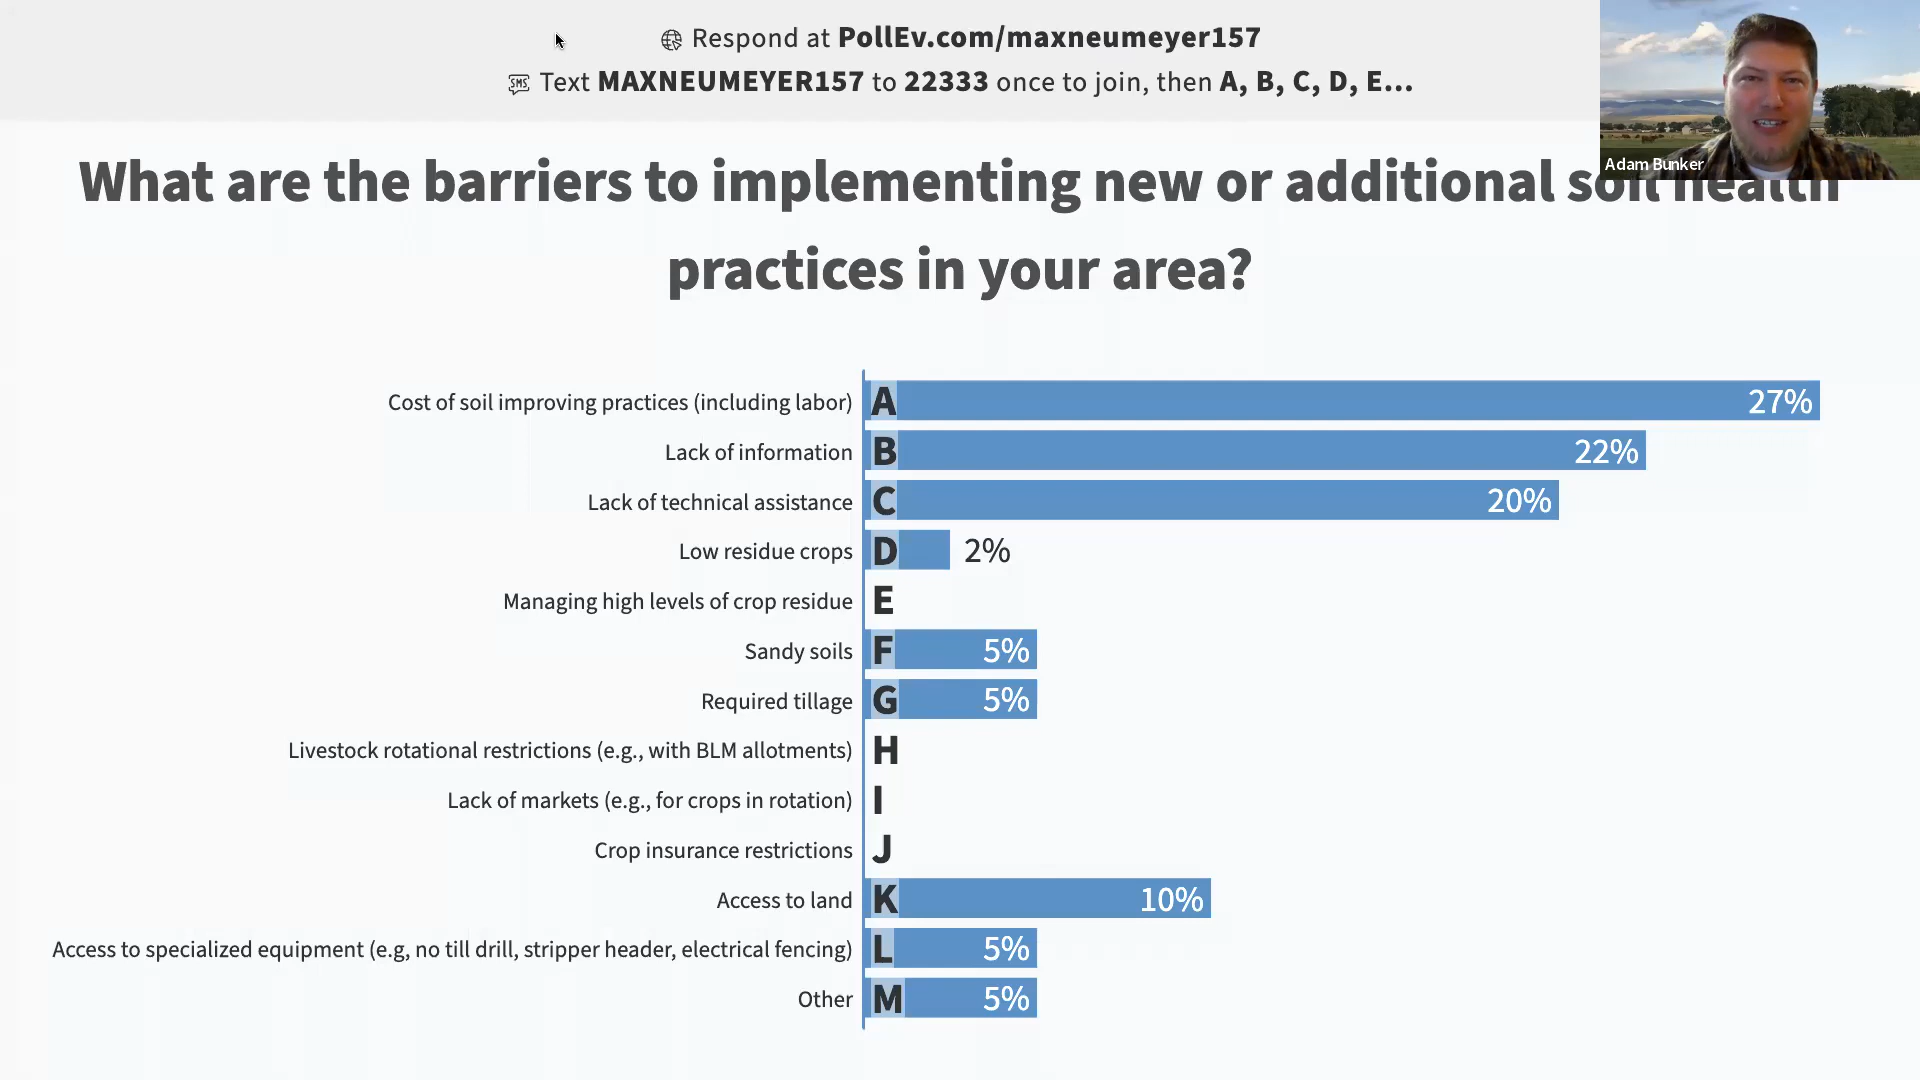 Respond at PollEv.com/maxneumeyer157
Text MAXNEUMEYER157 to 22333 once to join, then A, B, C, D, E...
Adam Bunker
What are the barriers to implementing new or additional soil health
practices in your area?
Cost of soil improving practices (including labor) A 27%
Lack of information B 22%
Lack of technical assistance C 20%
Low residue crops D 2%
Managing high levels of crop residue E
Sandy soils F 5%
Required tillage G 5%
Livestock rotational restrictions (e.g., with BLM allotments) H
Lack of markets (e.g., for crops in rotation) I
Crop insurance restrictions J
Access to land K 10%
Access to specialized equipment (e.g, no till drill, stripper header, electrical fencing) L 5%
Other M 5%